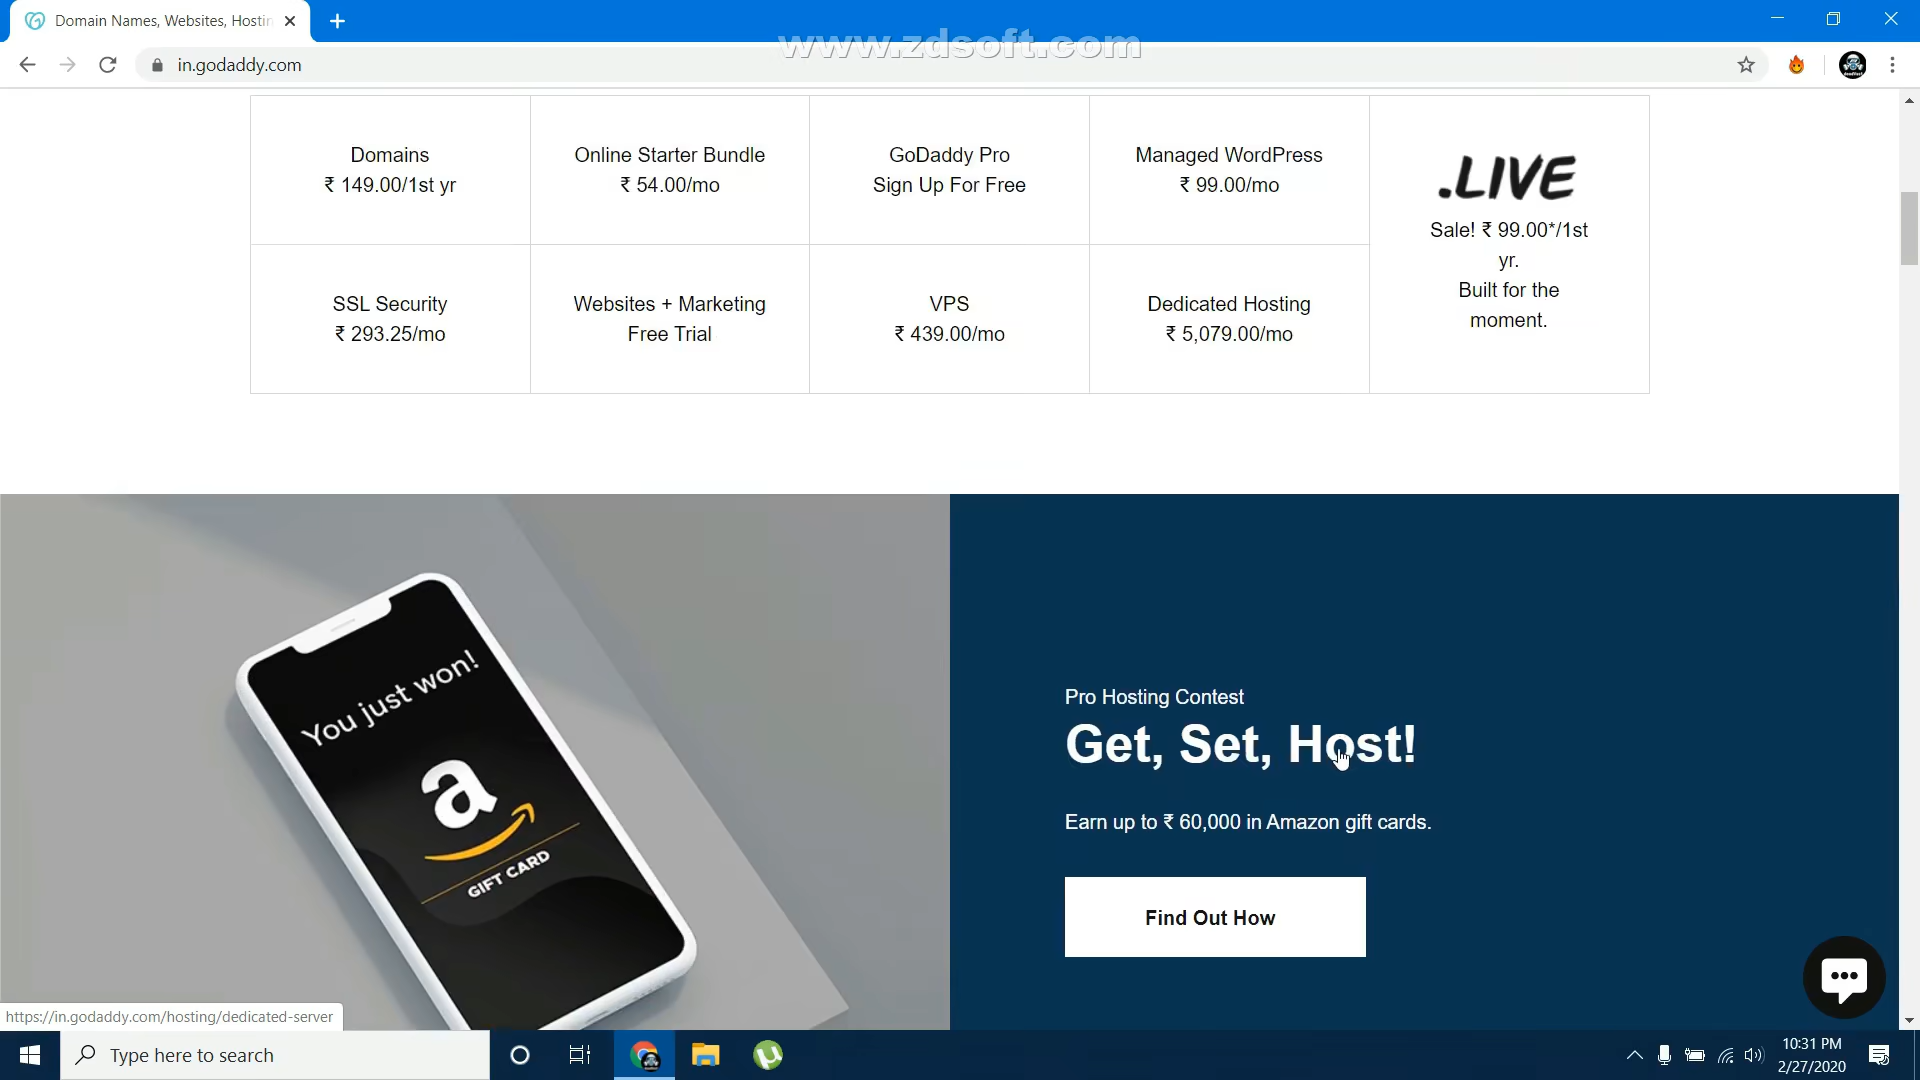 Domain Names, Websites, Hostin
www.zdsoft.com
in.godaddy.com
Domains
₹ 149.00/1st yr
Online Starter Bundle
₹ 54.00/mo
GoDaddy Pro
Sign Up For Free
Managed WordPress
₹ 99.00/mo
.LIVE
Sale! ₹ 99.00*/1st
yr.
Built for the
moment.
SSL Security
₹ 293.25/mo
Websites + Marketing
Free Trial
VPS
₹ 439.00/mo
Dedicated Hosting
₹ 5,079.00/mo
You just won!
a
GIFT CARD
Pro Hosting Contest
Get, Set, Host!
Earn up to ₹ 60,000 in Amazon gift cards.
Find Out How
https://in.godaddy.com/hosting/dedicated-server
Type here to search
10:31 PM
2/27/2020